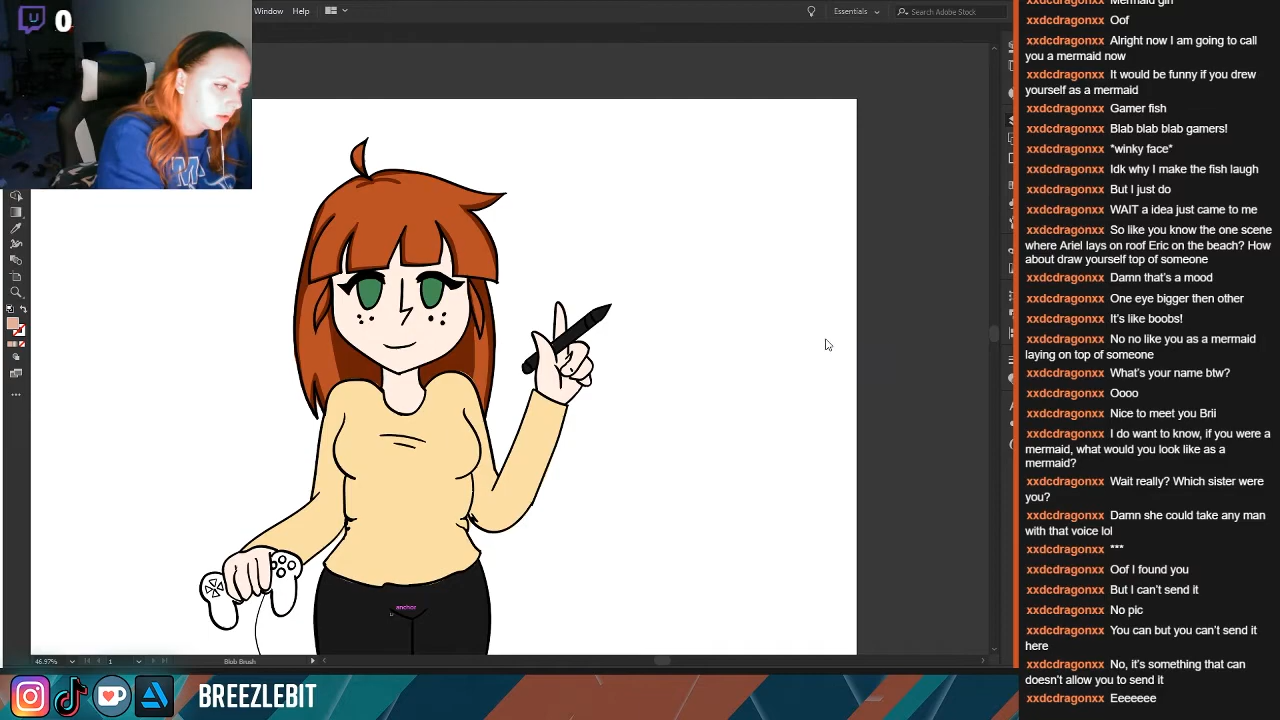 0
Window Help
Essentials
Search Adobe Stock
Mermaid girl
xxdcdragonxx Oof
xxdcdragonxx Alright now I am going to call
you a mermaid now
xxdcdragonxx It would be funny if you drew
yourself as a mermaid
xxdcdragonxx Gamer fish
xxdcdragonxx Blab blab blab gamers!
xxdcdragonxx *winky face*
xxdcdragonxx Idk why I make the fish laugh
xxdcdragonxx But I just do
xxdcdragonxx WAIT a idea just came to me
xxdcdragonxx So like you know the one scene
where Ariel lays on roof Eric on the beach? How
about draw yourself top of someone
xxdcdragonxx Damn that's a mood
xxdcdragonxx One eye bigger then other
xxdcdragonxx It's like boobs!
xxdcdragonxx No no like you as a mermaid
laying on top of someone
xxdcdragonxx What's your name btw?
xxdcdragonxx Oooo
xxdcdragonxx Nice to meet you Brii
xxdcdragonxx I do want to know, if you were a
mermaid, what would you look like as a
mermaid?
xxdcdragonxx Wait really? Which sister were
you?
xxdcdragonxx Damn she could take any man
with that voice lol
xxdcdragonxx ***
xxdcdragonxx Oof I found you
xxdcdragonxx But I can't send it
xxdcdragonxx No pic
xxdcdragonxx You can but you can't send it
here
xxdcdragonxx No, it's something that can
doesn't allow you to send it
xxdcdragonxx Eeeeeee
anchor
46.97% 1 Blob Brush
BREEZLEBIT